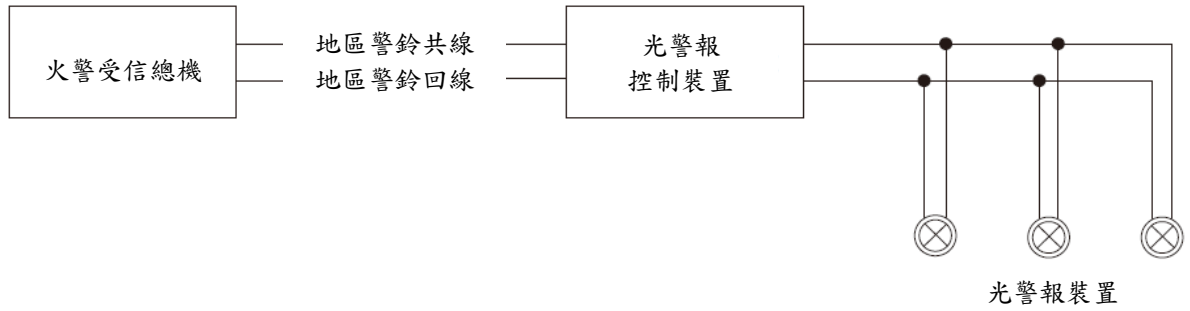 火警受信總機
地區警鈴共線
地區警鈴回線
光警報
控制裝置
光警報裝置